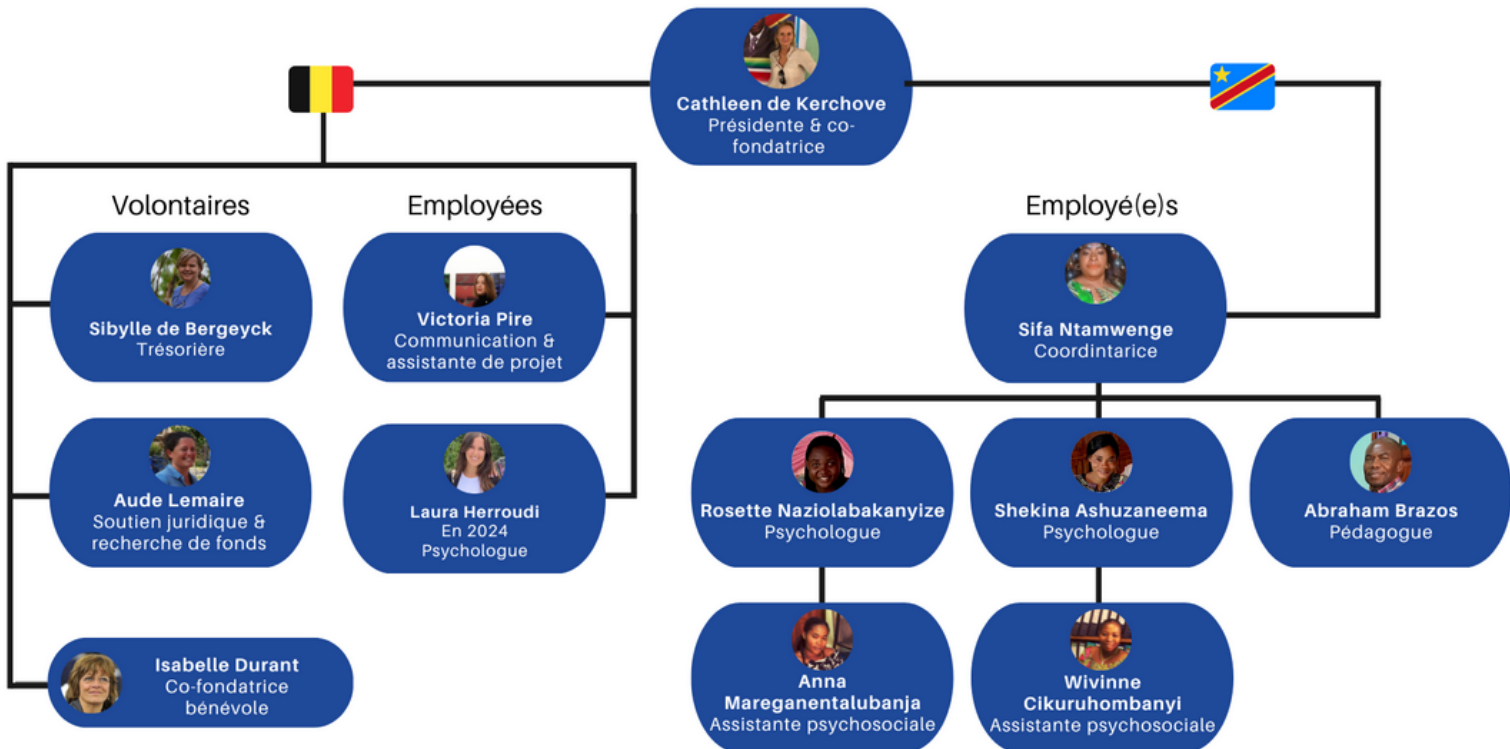 Cathleen de Kerchove
Présidente & co-
fondatrice
Volontaires
Employées
Employé(e)s
Sibylle de Bergeyck
Trésorière
Victoria Pire
Communication &
assistante de projet
Sifa Ntamwenge
Coordintarice
Aude Lemaire
Soutien juridique &
recherche de fonds
Laura Herroudi
En 2024
Psychologue
Rosette Naziolabakanyize
Psychologue
Shekina Ashuzaneema
Psychologue
Abraham Brazos
Pédagogue
Isabelle Durant
Co-fondatrice
bénévole
Anna
Mareganentalubanja
Assistante psychosociale
Wivinne
Cikuruhombanyi
Assistante psychosociale